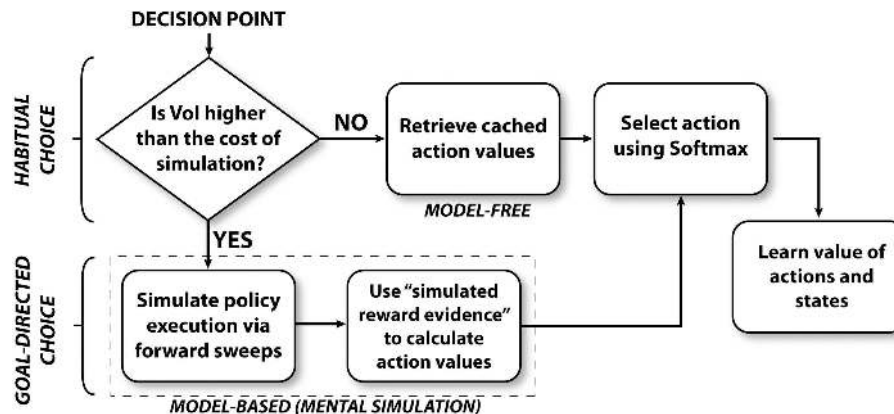 DECISION POINT
HABITUAL
CHOICE
Is VoI higher
than the cost of
simulation?
NO
Retrieve cached
action values
MODEL-FREE
Select action
using Softmax
YES
Learn value of
actions and
states
GOAL-DIRECTED
CHOICE
Simulate policy
execution via
forward sweeps
Use "simulated
reward evidence"
to calculate
action values
MODEL-BASED (MENTAL SIMULATION)